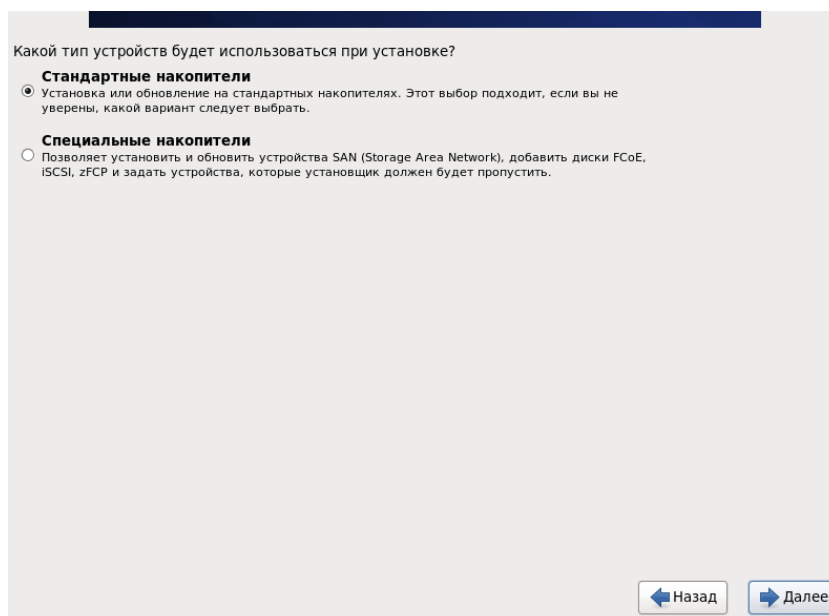 Какой тип устройств будет использоваться при установке?
Стандартные накопители
Установка или обновление на стандартных накопителях. Этот выбор подходит, если вы не
уверены, какой вариант следует выбрать.
Специальные накопители
Позволяет установить и обновить устройства SAN (Storage Area Network), добавить диски FCoE,
iSCSI, zFCP и задать устройства, которые установщик должен будет пропустить.
Назад
Далее